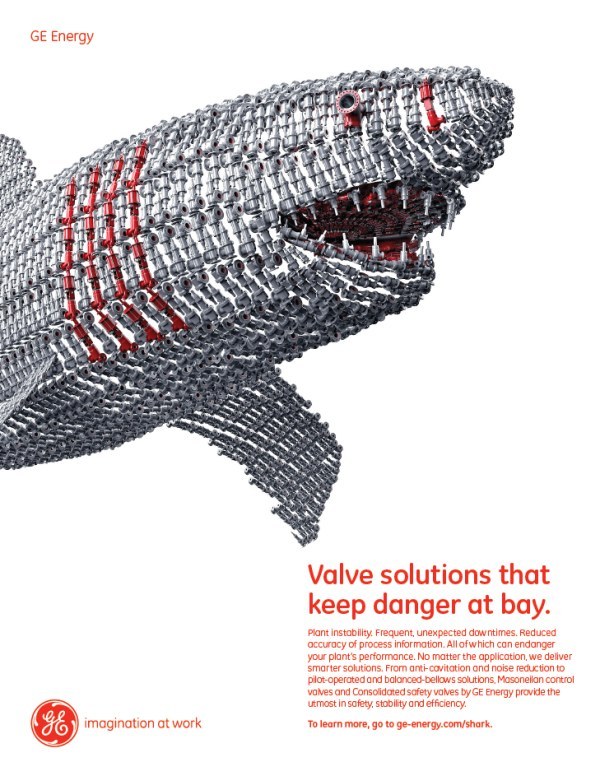 GE Energy
Valve solutions that
keep danger at bay.
Plant instability. Frequent, unexpected downtimes. Reduced
accuracy of process information. All of which can endanger
your plant's performance. No matter the application, we deliver
smarter solutions. From anti-cavitation and noise reduction to
pilot-operated and balanced-bellows solutions, Masoneilan control
valves and Consolidated safety valves by GE Energy provide the
utmost in safety, stability and efficiency.
To learn more, go to ge-energy.com/shark.
GE imagination at work